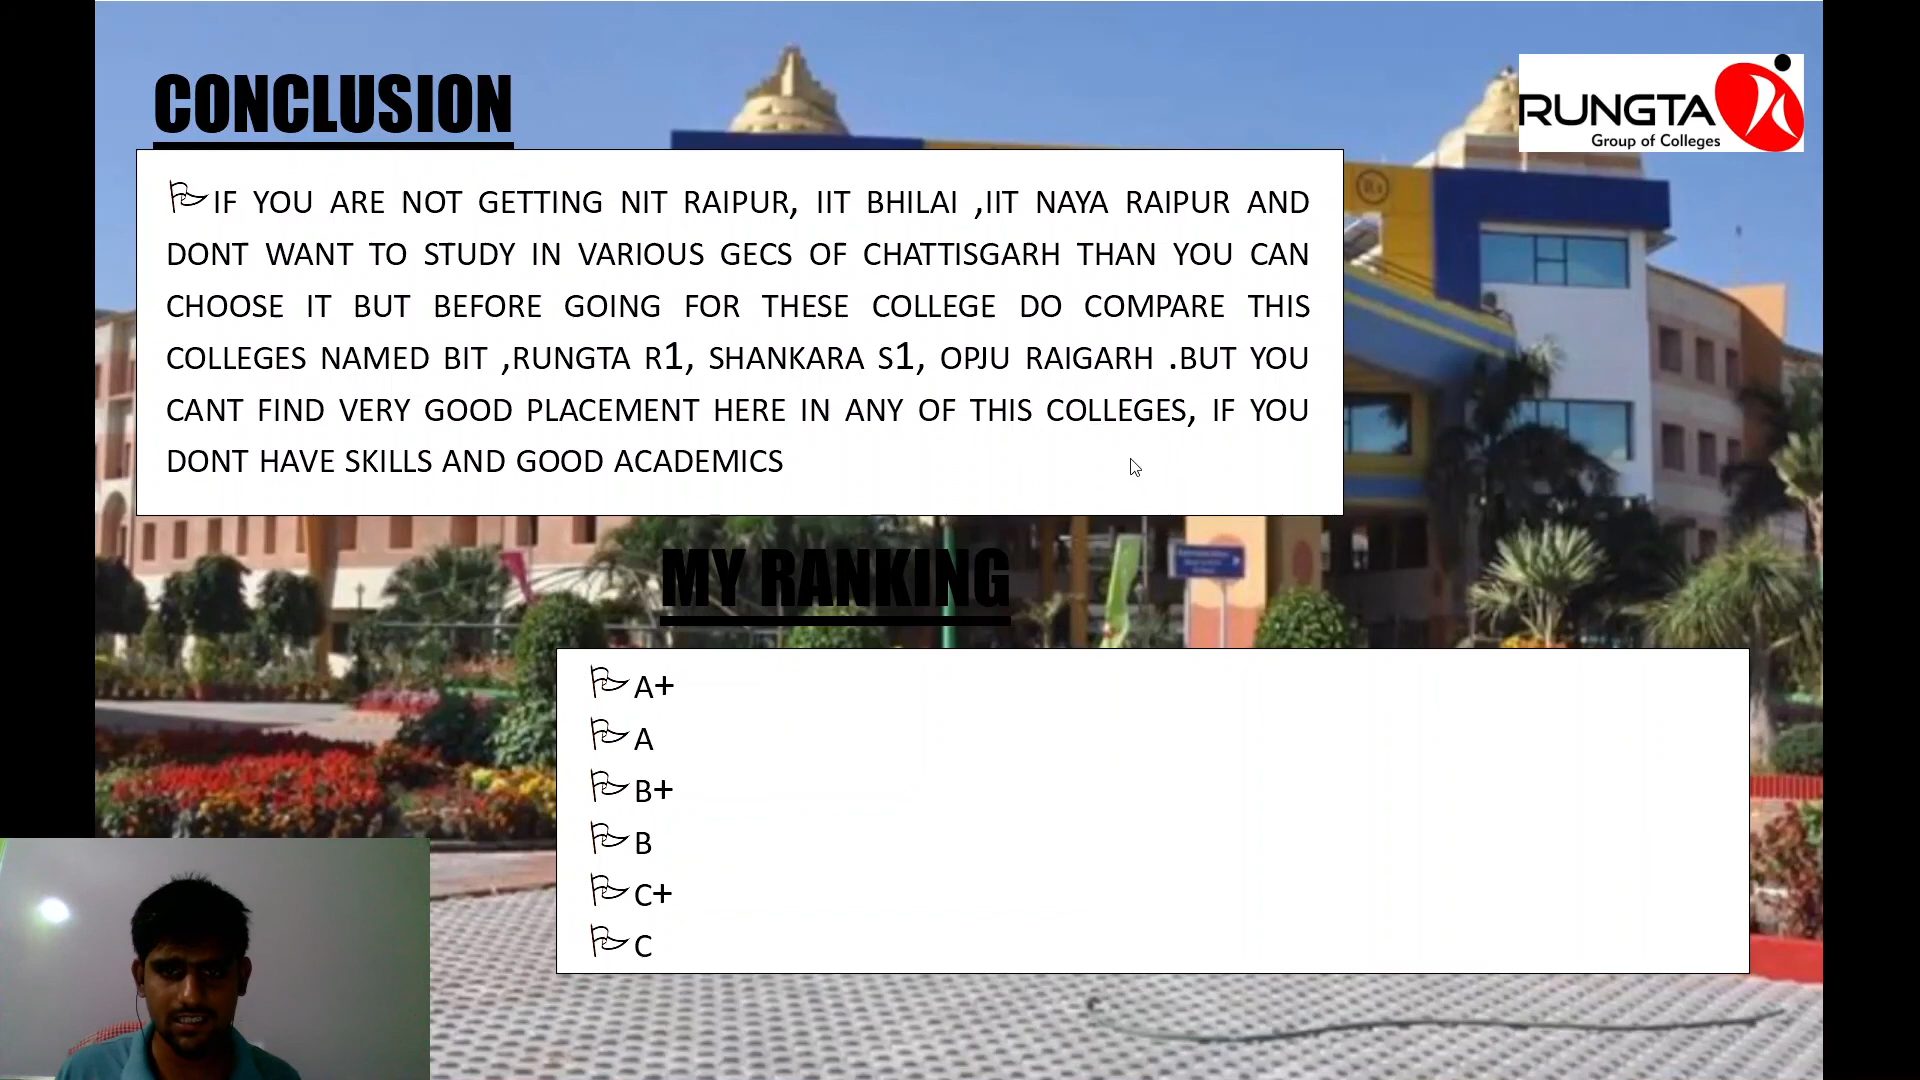 CONCLUSION
RUNGTA
Group of Colleges
IF YOU ARE NOT GETTING NIT RAIPUR, IIT BHILAI ,IIT NAYA RAIPUR AND
DONT WANT TO STUDY IN VARIOUS GECS OF CHATTISGARH THAN YOU CAN
CHOOSE IT BUT BEFORE GOING FOR THESE COLLEGE DO COMPARE THIS
COLLEGES NAMED BIT ,RUNGTA R1, SHANKARA S1, OPJU RAIGARH .BUT YOU
CANT FIND VERY GOOD PLACEMENT HERE IN ANY OF THIS COLLEGES, IF YOU
DONT HAVE SKILLS AND GOOD ACADEMICS
MY RANKING
A+
A
B+
B
C+
C